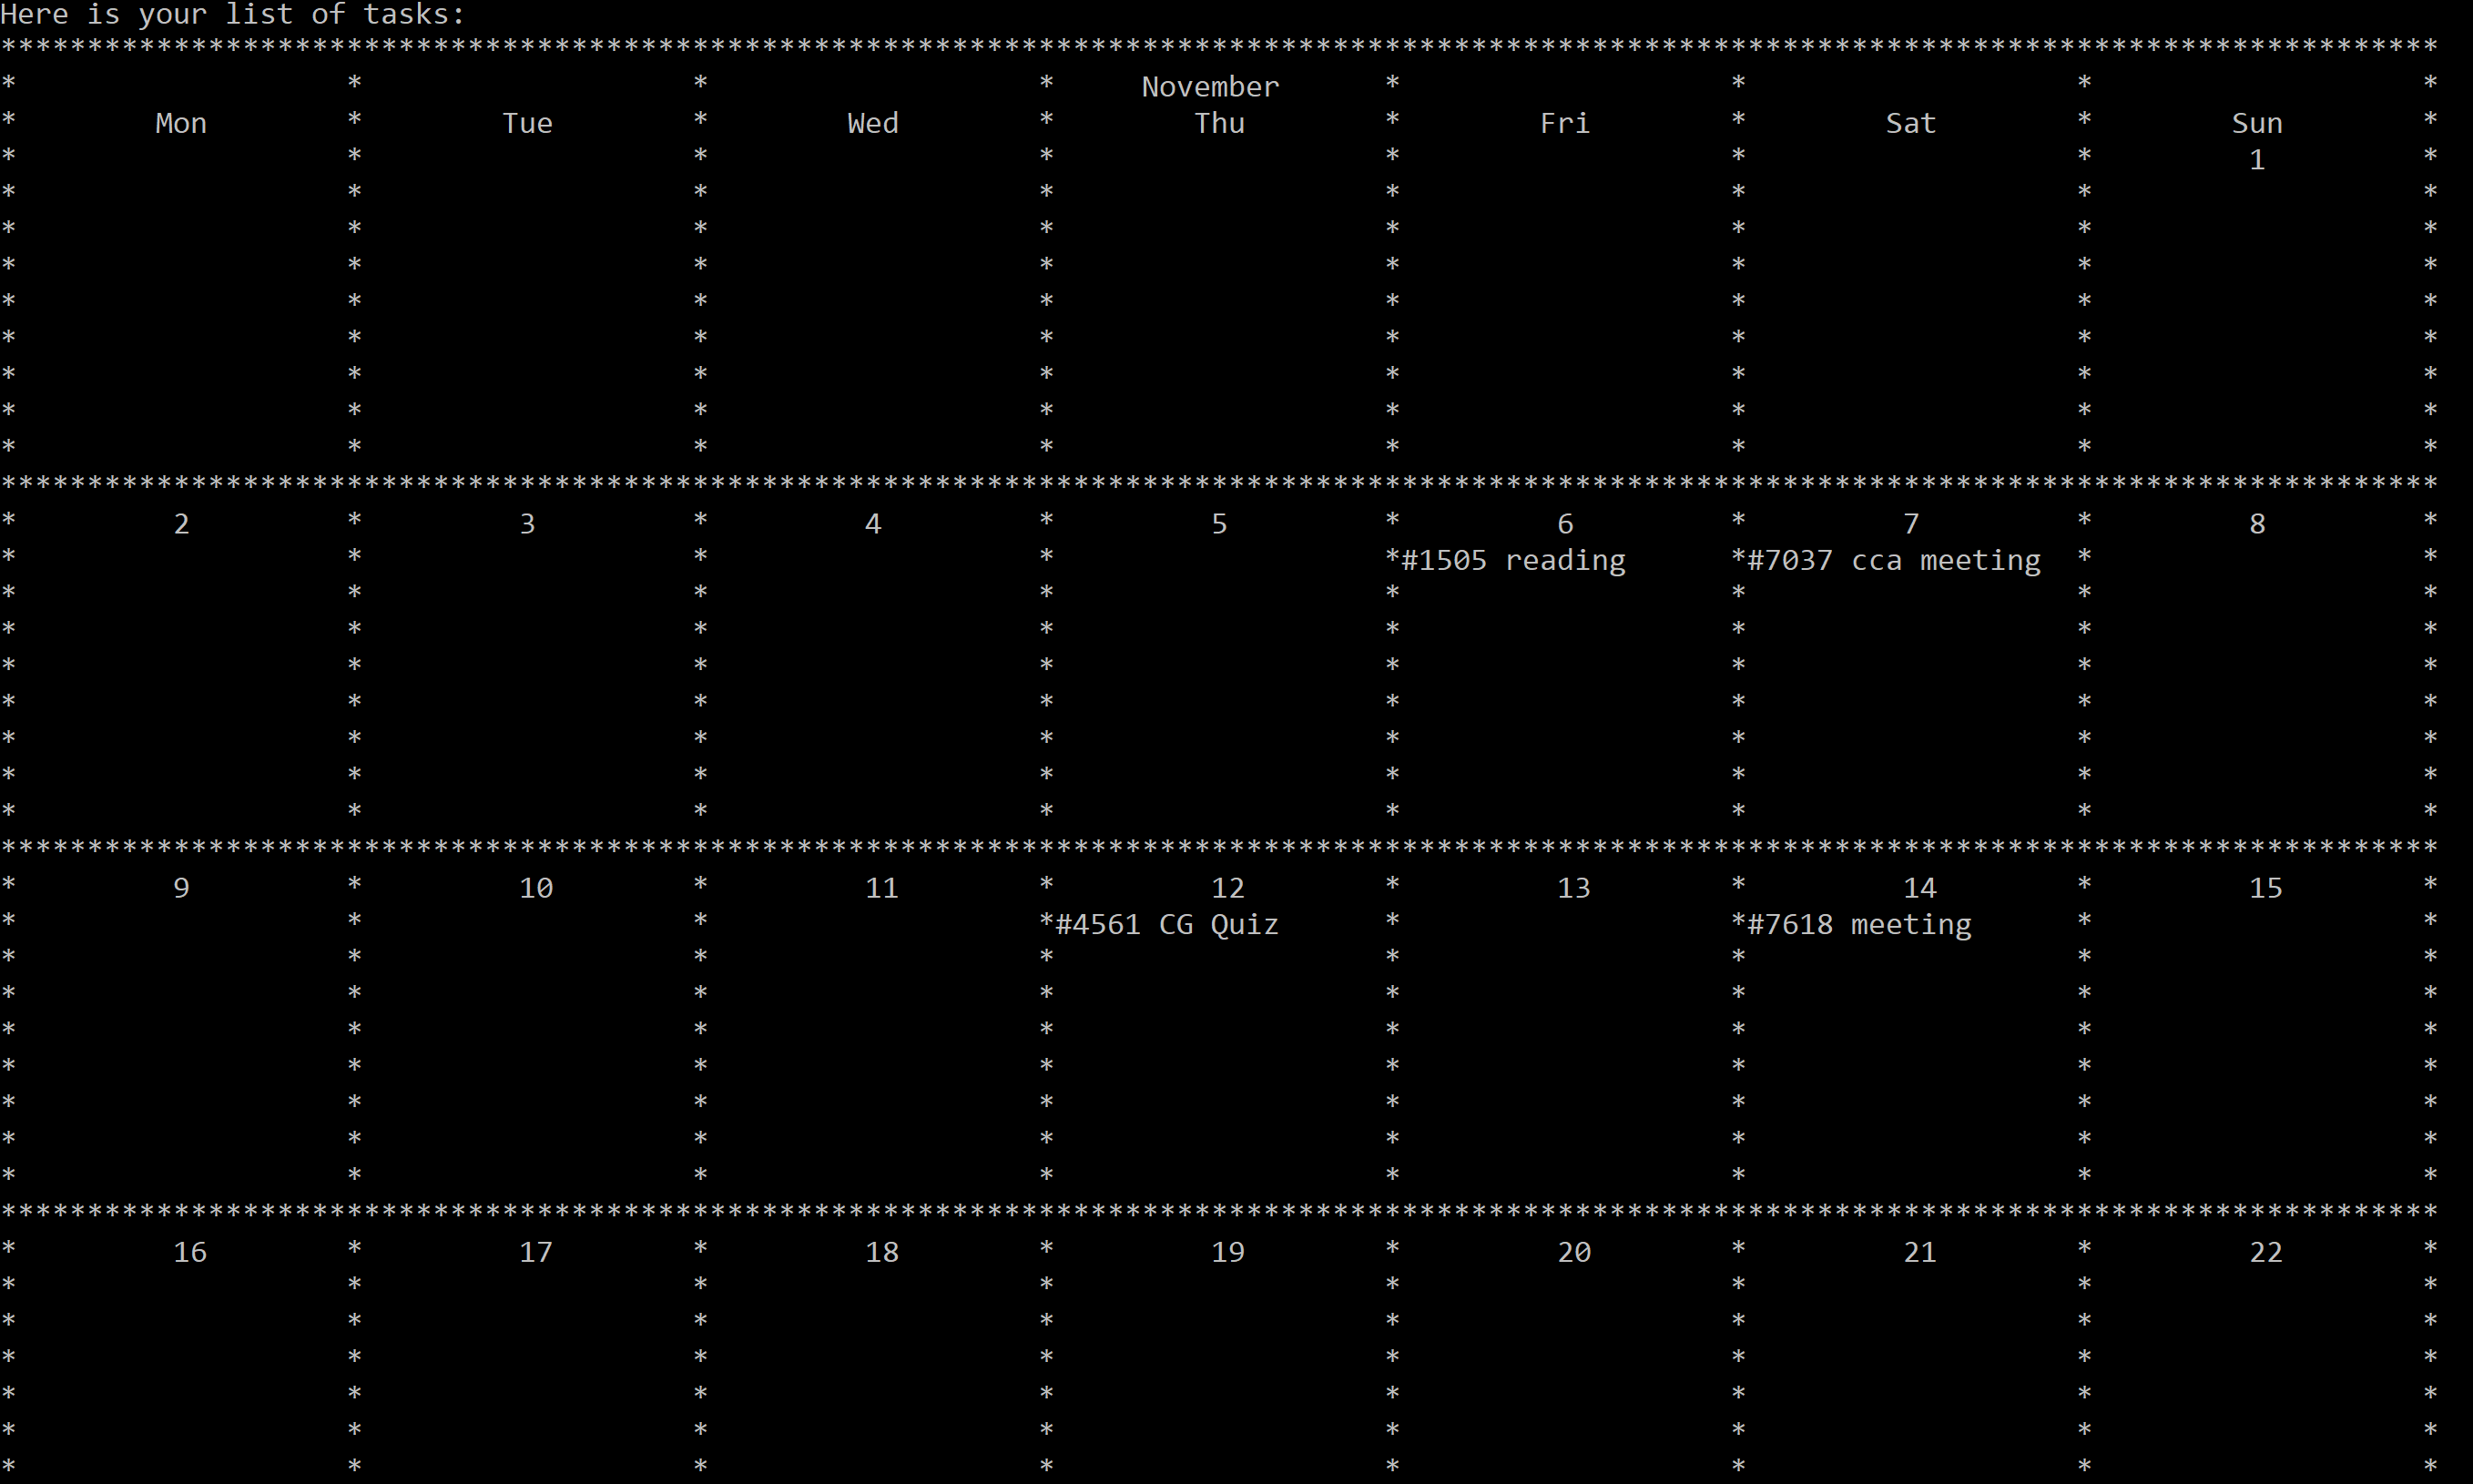 Here is your list of tasks:
November
Mon Tue Wed Thu Fri Sat Sun
1
2 3 4 5 6 7 8
#1505 reading #7037 cca meeting
9 10 11 12 13 14 15
#4561 CG Quiz #7618 meeting
16 17 18 19 20 21 22